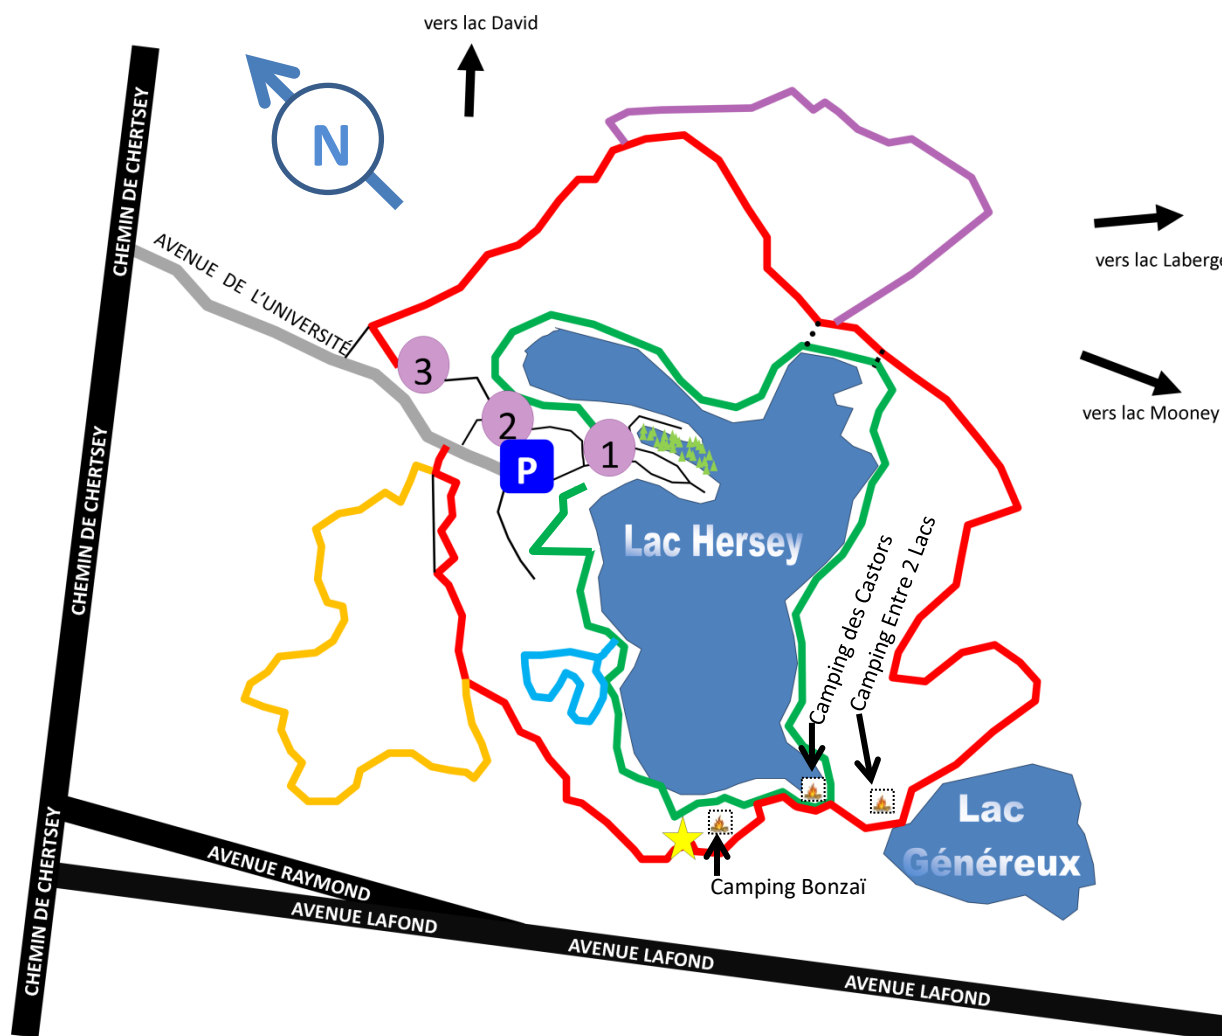 vers lac David
N
CHEMIN DE CHERTSEY
AVENUE DE L'UNIVERSITÉ
vers lac Laberge
3
vers lac Mooney
2
1
P
CHEMIN DE CHERTSEY
Lac Hersey
Camping des Castors
Camping Entre 2 Lacs
Lac
Généreux
CHEMIN DE CHERTSEY
AVENUE RAYMOND
Camping Bonzaï
AVENUE LAFOND
AVENUE LAFOND
AVENUE LAFOND